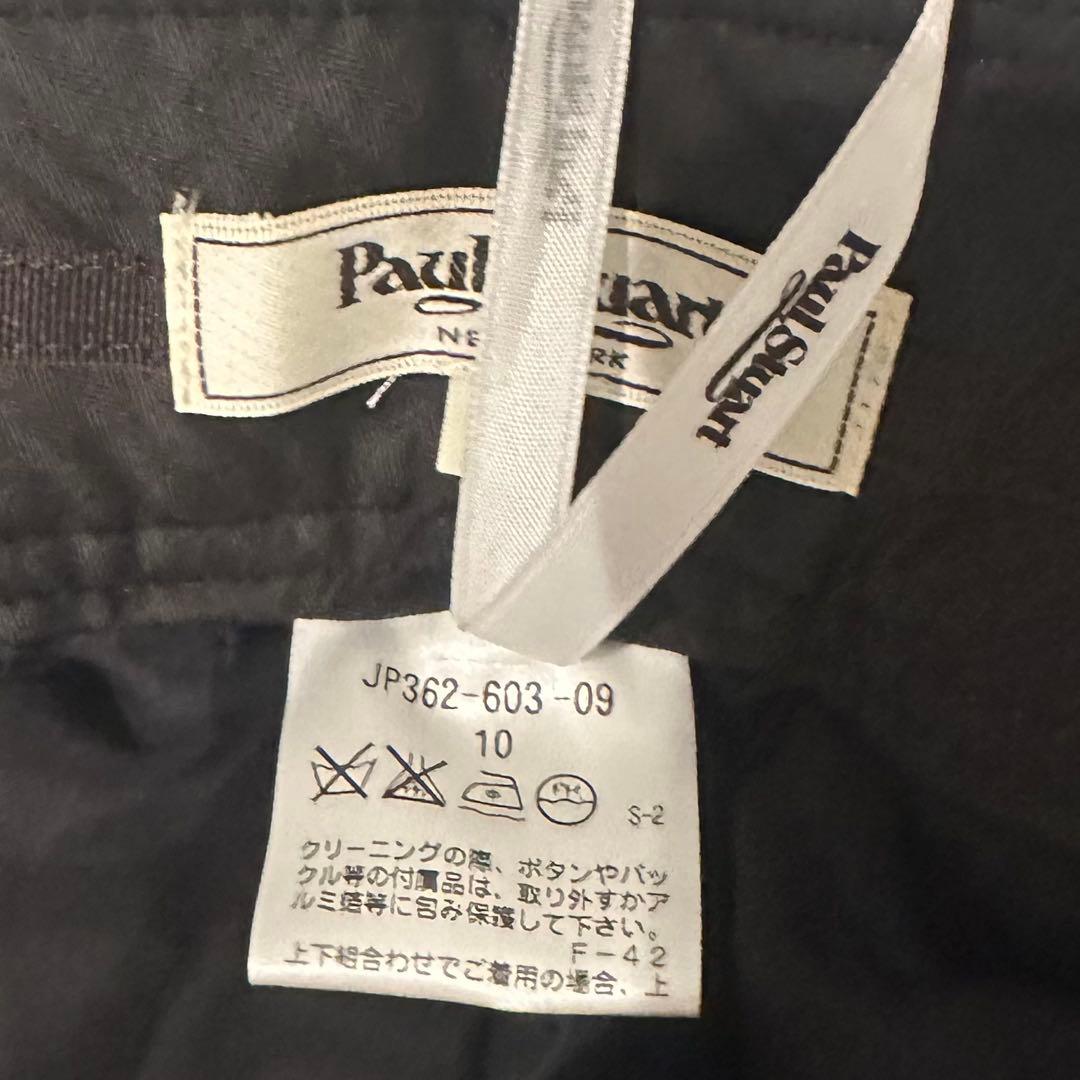 Paul Stuart
NEW YORK
Paul Stuart
JP362-603-09
10
S-2
クリーニングの際、ボタンやバッ
クル等の付属品は、取り外すかア
ルミ箔等に包み保護して下さい。
F-42
上下組合わせでご着用の場合、上